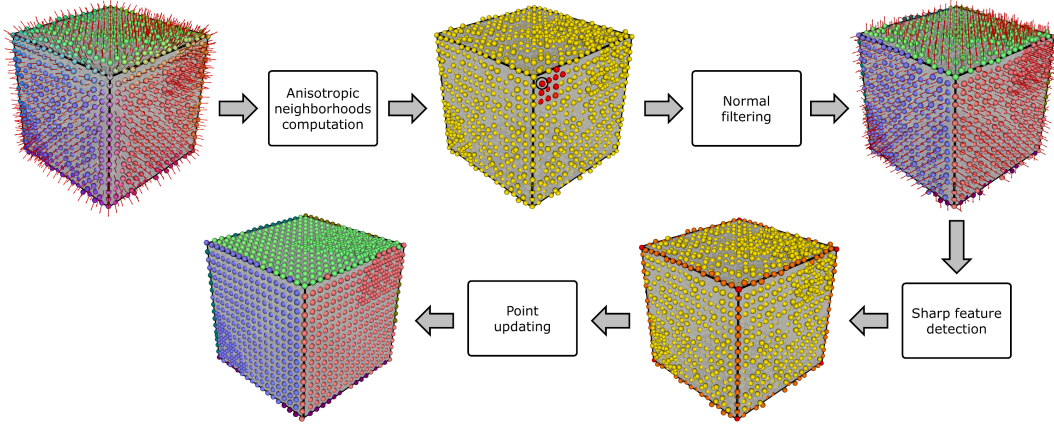 Anisotropic
neighborhoods
computation
Normal
filtering
Sharp feature
detection
Point
updating